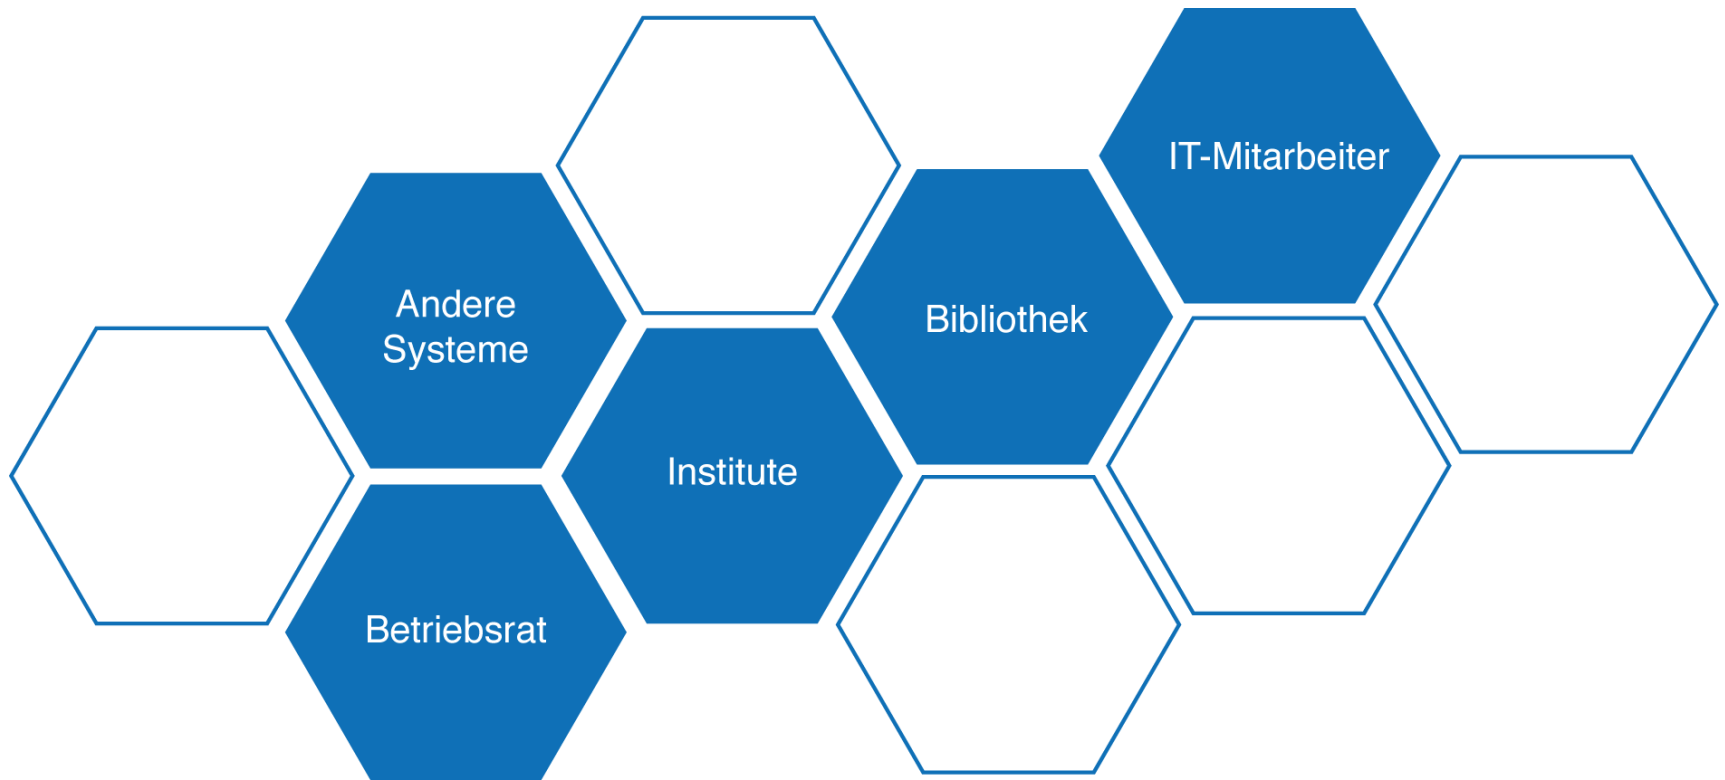 IT-Mitarbeiter
Andere
Systeme
Bibliothek
Institute
Betriebsrat